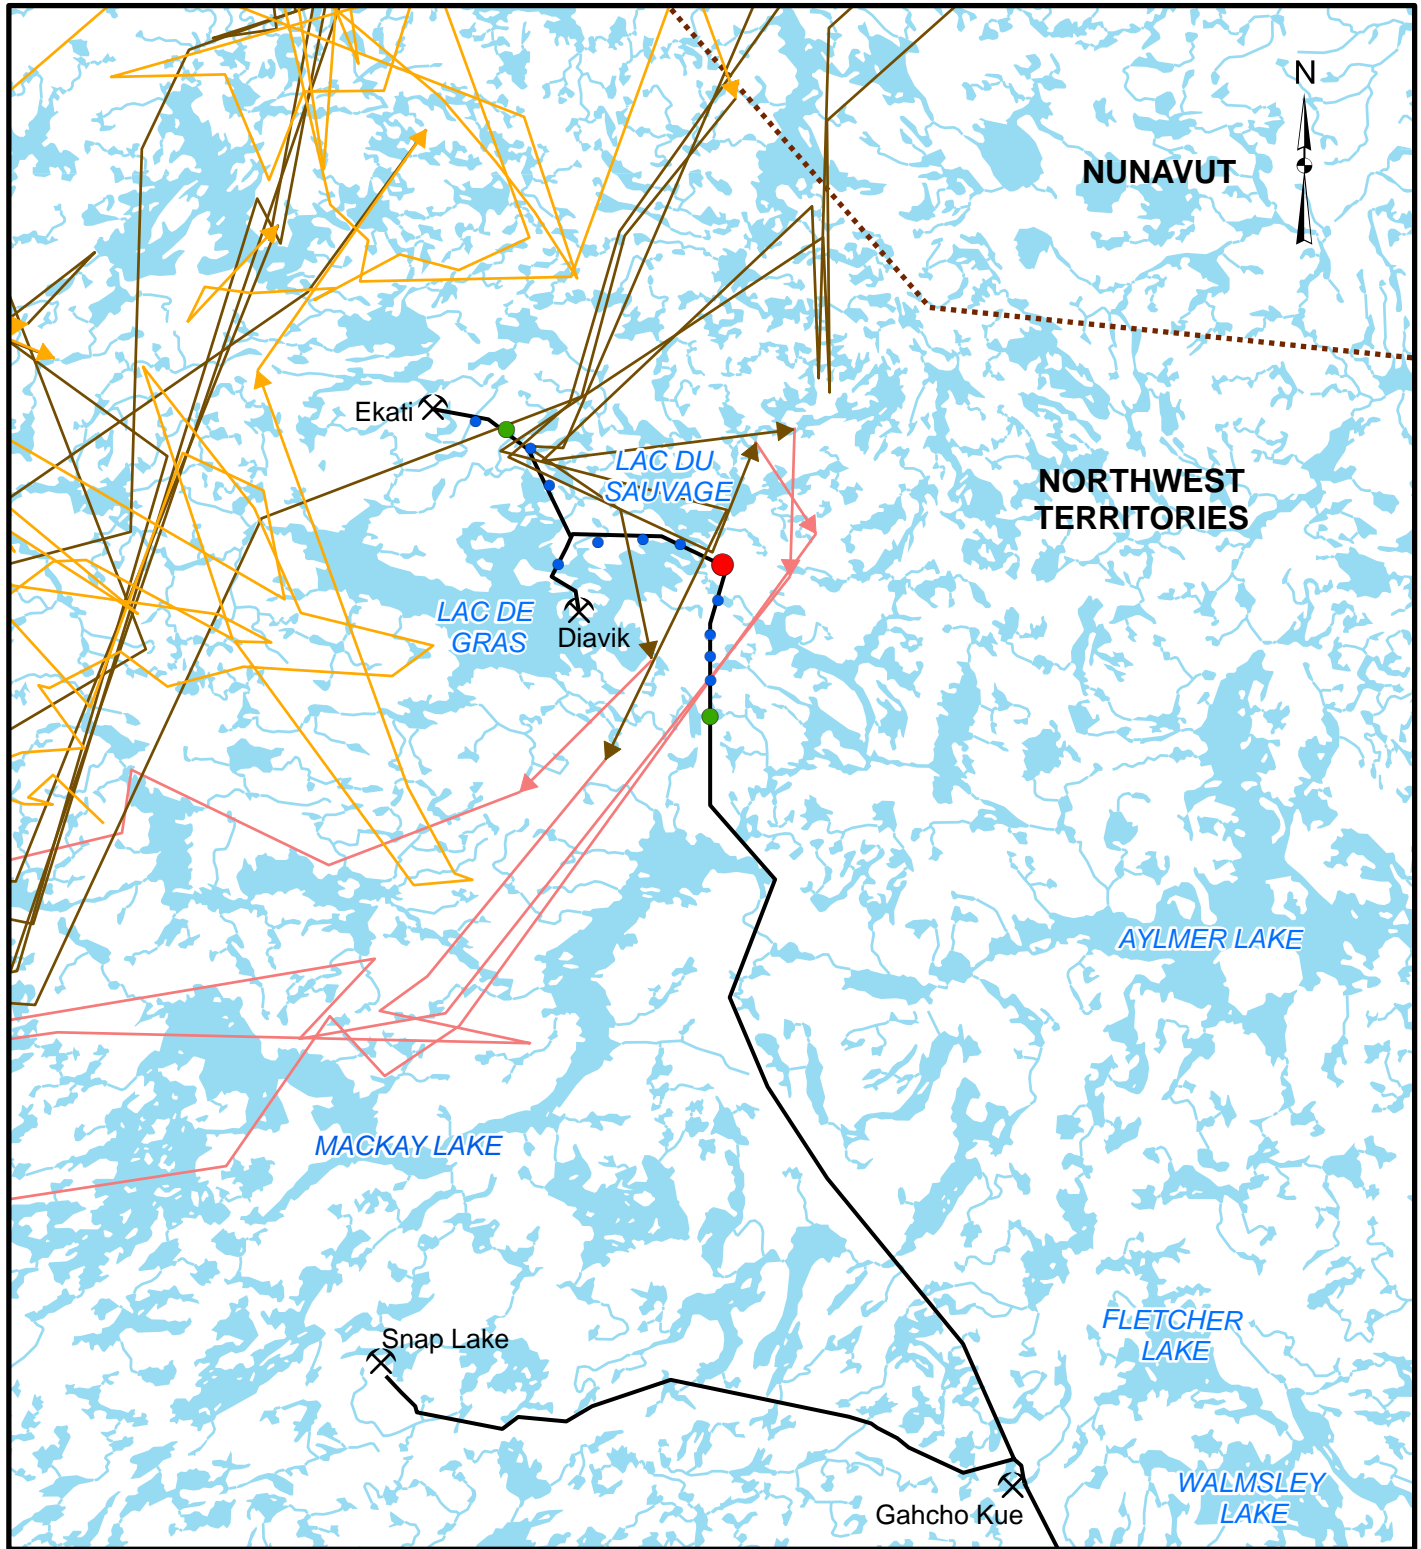 N
NUNAVUT
Ekati
LAC DU
SAUVAGE
NORTHWEST
TERRITORIES
LAC DE
GRAS
Diavik
AYLMER LAKE
MACKAY LAKE
FLETCHER
LAKE
Snap Lake
WALMSLEY
LAKE
Gahcho Kue